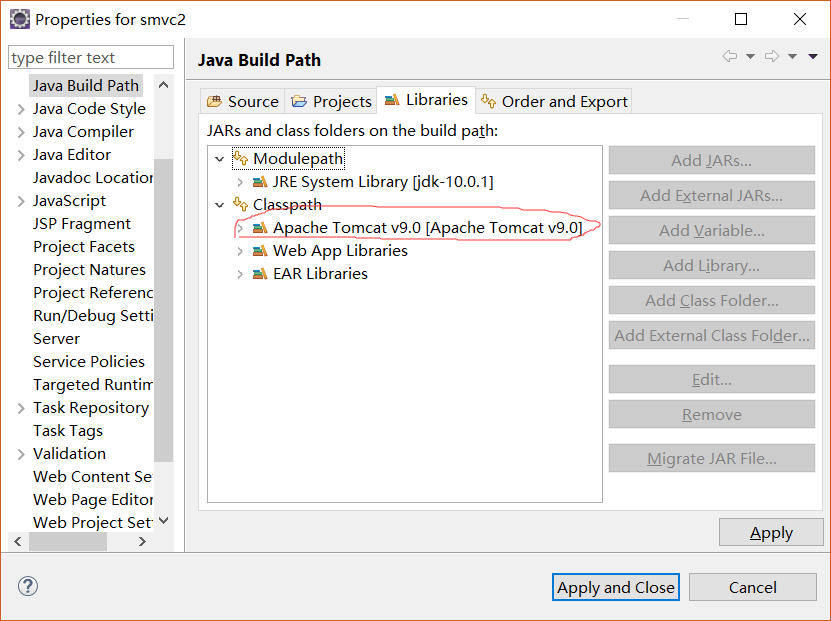 Properties for smvc2
type filter text
Java Build Path
Java Code Style
Java Compiler
Java Editor
Javadoc Location
JavaScript
JSP Fragment
Project Facets
Project Natures
Project Referenc
Run/Debug Setti
Server
Service Policies
Targeted Runtim
Task Repository
Task Tags
Validation
Web Content Se
Web Page Editor
Web Project Set
Java Build Path
Source
Projects
Libraries
Order and Export
JARs and class folders on the build path:
Modulepath
JRE System Library [jdk-10.0.1]
Classpath
Apache Tomcat v9.0 [Apache Tomcat v9.0]
Web App Libraries
EAR Libraries
Add JARs...
Add External JARs...
Add Variable...
Add Library...
Add Class Folder...
Add External Class Folder...
Edit...
Remove
Migrate JAR File...
Apply
?
Apply and Close
Cancel